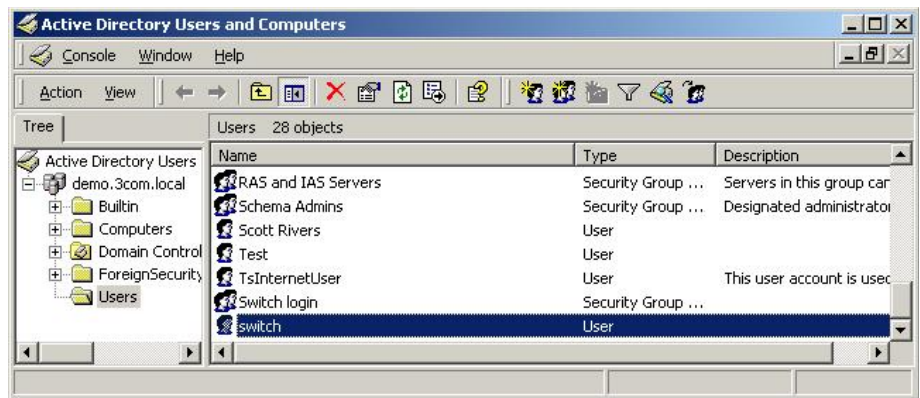 Active Directory Users and Computers
Console Window Help
Action View
Tree
Users 28 objects
Active Directory Users
demo.3com.local
Builtin
Computers
Domain Control
ForeignSecurity
Users
Name Type Description
RAS and IAS Servers Security Group ... Servers in this group can
Schema Admins Security Group ... Designated administrator
Scott Rivers User
Test User
TsInternetUser User This user account is used
Switch login Security Group ...
switch User